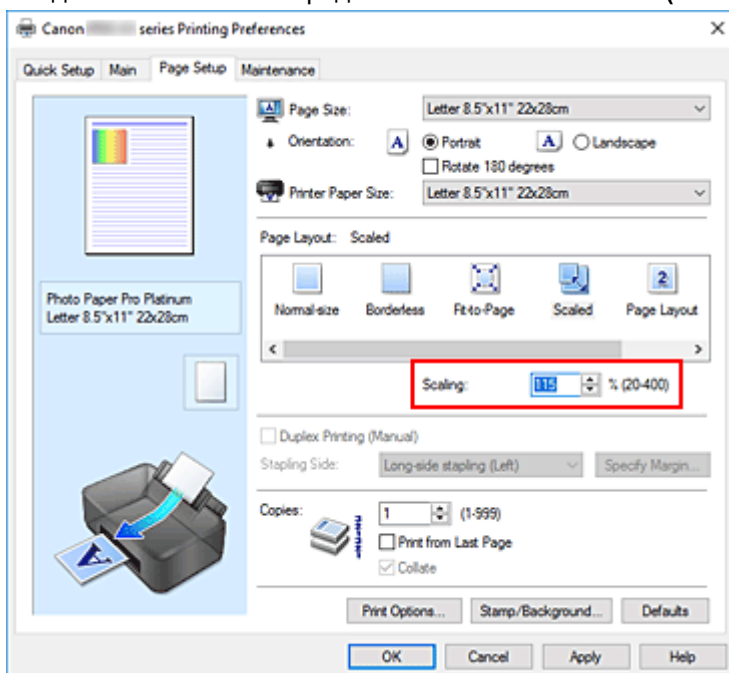 Canon series Printing Preferences
Quick Setup Main Page Setup Maintenance
Page Size: Letter 8.5"x11" 22x28cm
Orientation: A Portrait A Landscape
Rotate 180 degrees
Printer Paper Size: Letter 8.5"x11" 22x28cm
Page Layout: Scaled
Normal-size Borderless Fit-to-Page Scaled 2 Page Layout
Photo Paper Pro Platinum
Letter 8.5"x11" 22x28cm
Scaling: 115 % (20-400)
Duplex Printing (Manual)
Stapling Side: Long-side stapling (Left) Specify Margin...
Copies: 1 (1-999)
Print from Last Page
Collate
A
Print Options... Stamp/Background... Defaults
OK Cancel Apply Help